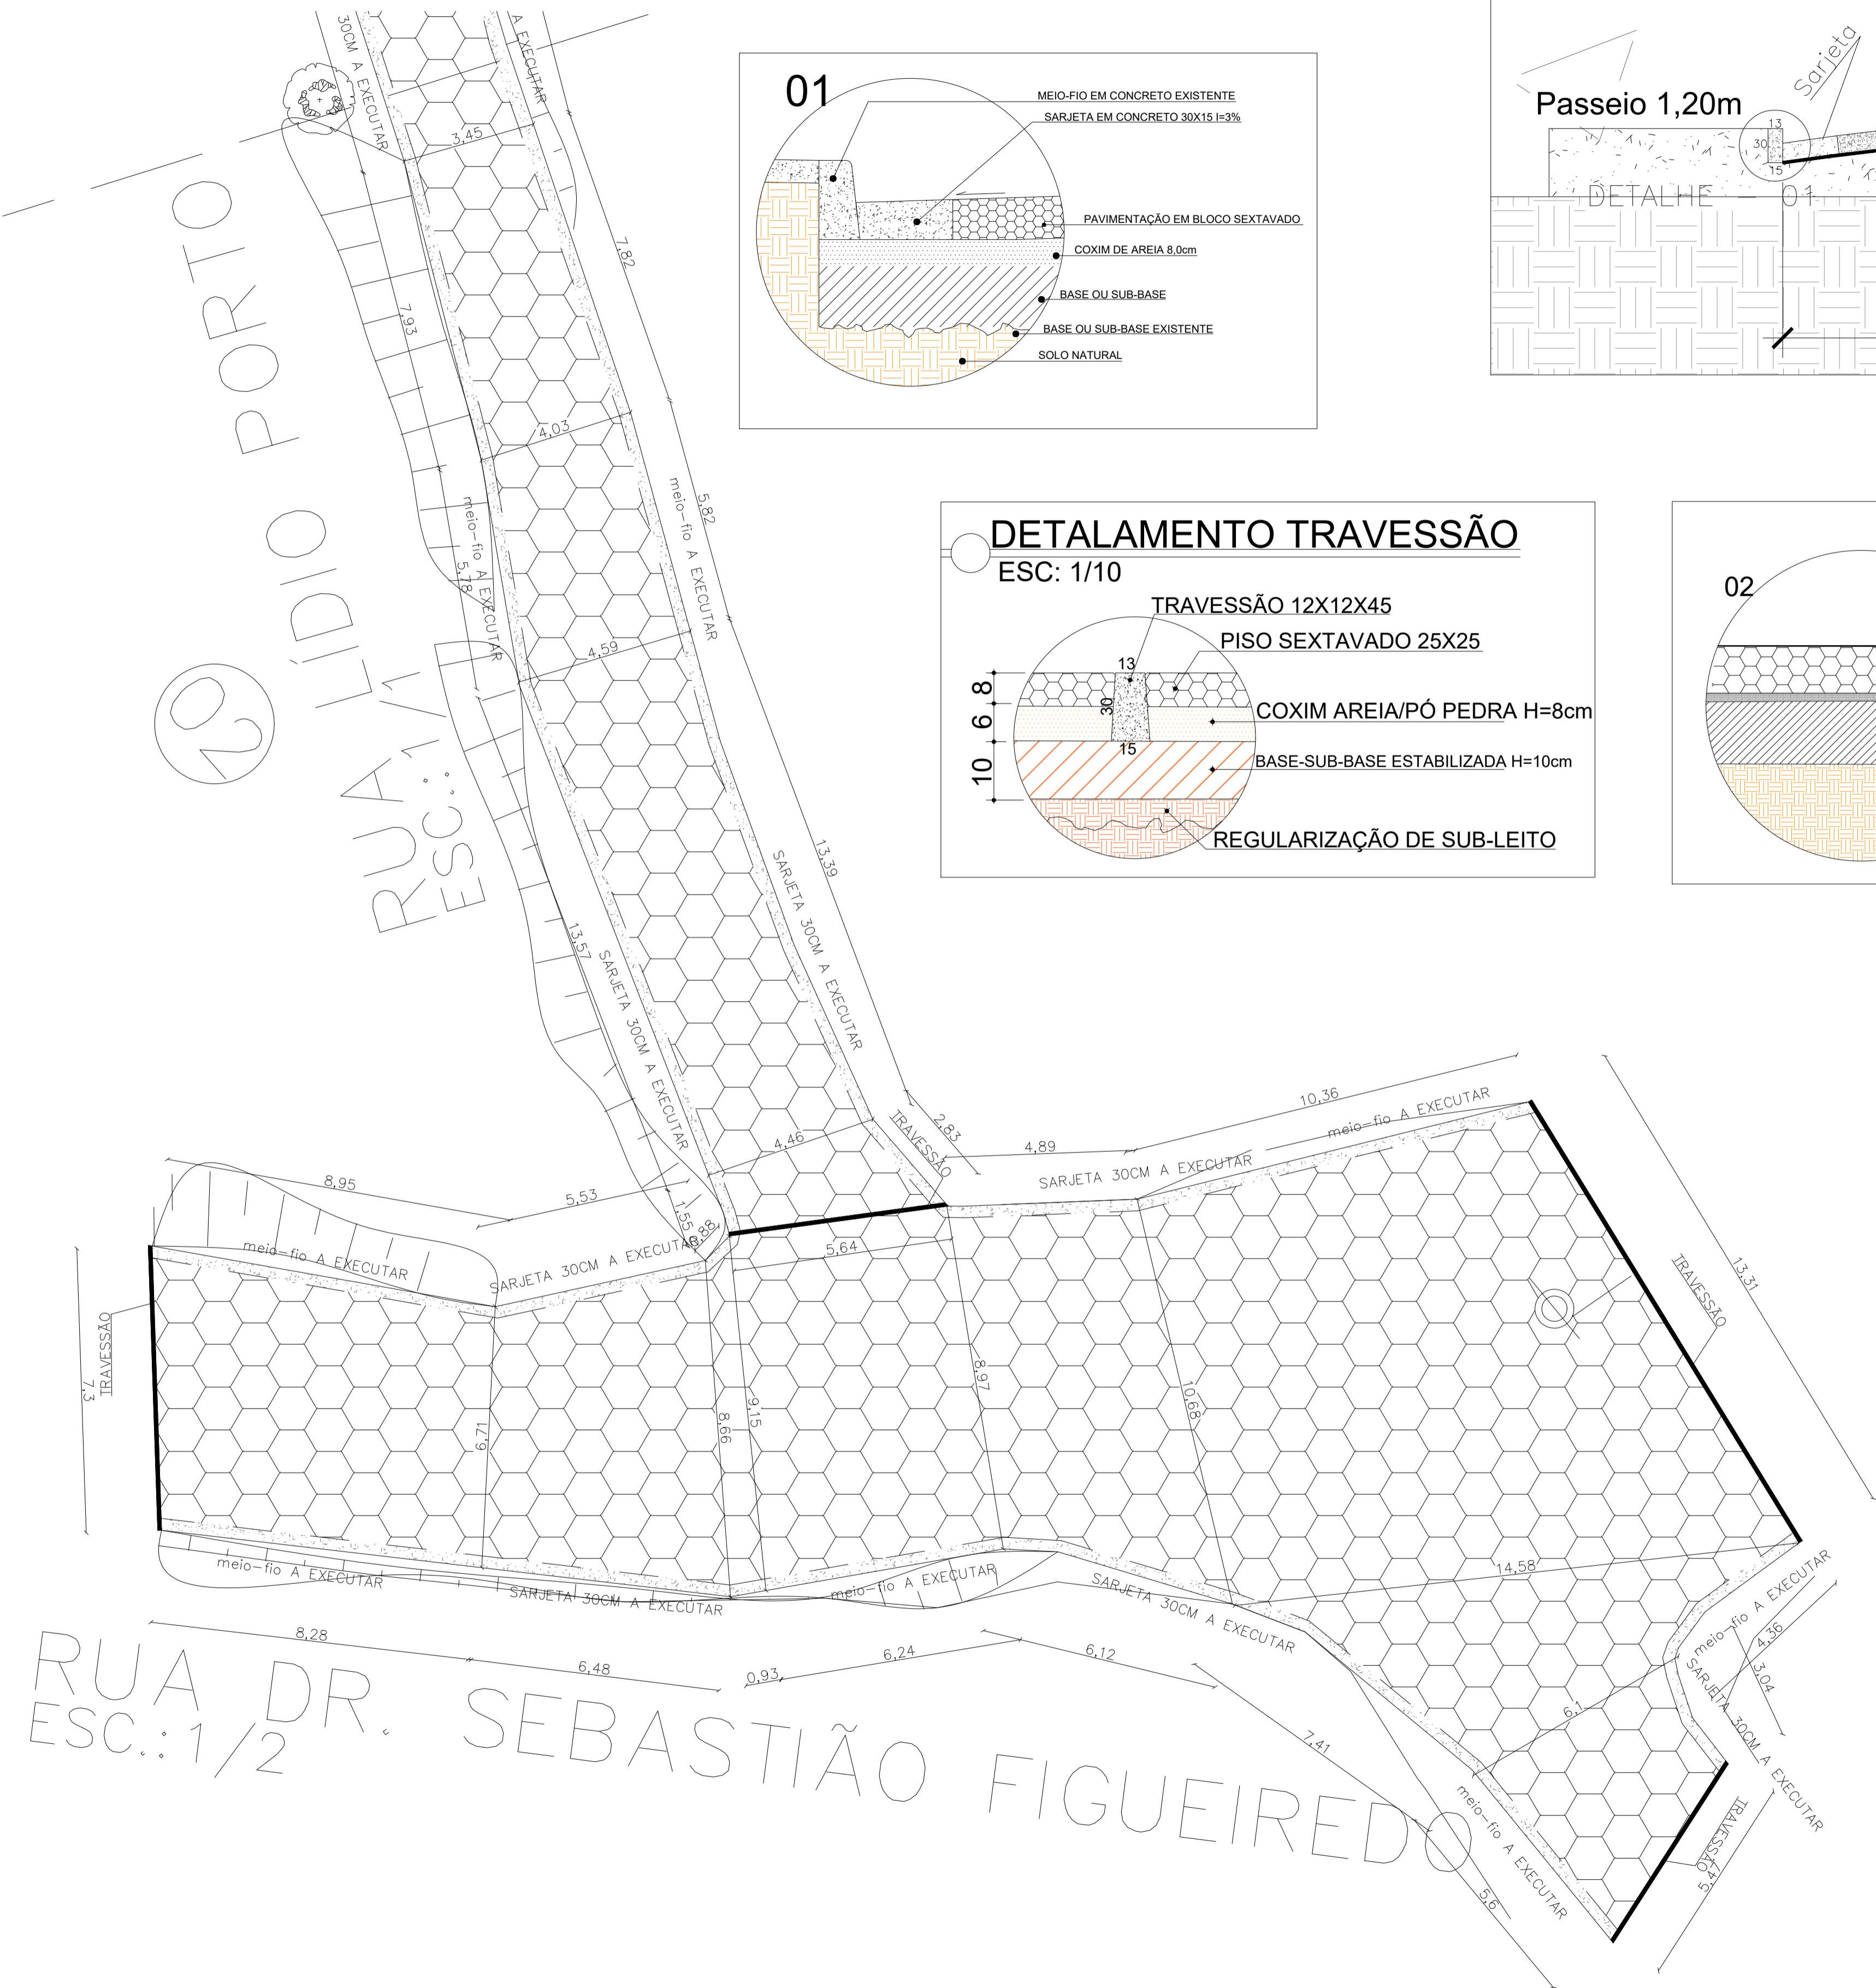 30CM A EXECUTAR
A EXECUTAR
3,45
7,82
7,93
4,03
5,82
meio-fio A EXECUTAR
meio-fio A EXECUTAR
5,78
4,59
13,39
SARJETA 30CM A EXECUTAR
13,57
SARJETA 30CM A EXECUTAR
RUA LÍDIO PORTO
20
01
MEIO-FIO EM CONCRETO EXISTENTE
SARJETA EM CONCRETO 30X15 I=3%
PAVIMENTAÇÃO EM BLOCO SEXTAVADO
COXIM DE AREIA 8,0cm
BASE OU SUB-BASE
BASE OU SUB-BASE EXISTENTE
SOLO NATURAL
Sarjeta
Passeio 1,20m
13
30
15
DETALHE - 01
DETALAMENTO TRAVESSÃO
ESC: 1/10
TRAVESSÃO 12X12X45
PISO SEXTAVADO 25X25
13
8
30
6
COXIM AREIA/PÓ PEDRA H=8cm
15
10
BASE-SUB-BASE ESTABILIZADA H=10cm
REGULARIZAÇÃO DE SUB-LEITO
02
4,46
TRAVESSÃO
2,83
4,89
10,36
meio-fio A EXECUTAR
SARJETA 30CM A EXECUTAR
8,95
5,53
1,55
meio-fio A EXECUTAR
SARJETA 30CM A EXECUTAR
5,64
TRAVESSÃO
13,31
TRAVESSÃO
7,3
6,71
8,66
9,15
8,97
10,68
14,58
meio-fio A EXECUTAR
SARJETA 30CM A EXECUTAR
meio-fio A EXECUTAR
SARJETA 30CM A EXECUTAR
meio-fio A EXECUTAR
4,36
3,04
SARJETA 30CM A EXECUTAR
8,28
6,48
0,93
6,24
6,12
7,41
6,1
meio-fio A EXECUTAR
TRAVESSÃO
5,47
5,6
RUA DR. SEBASTIÃO FIGUEIREDO
ESC.:1/2